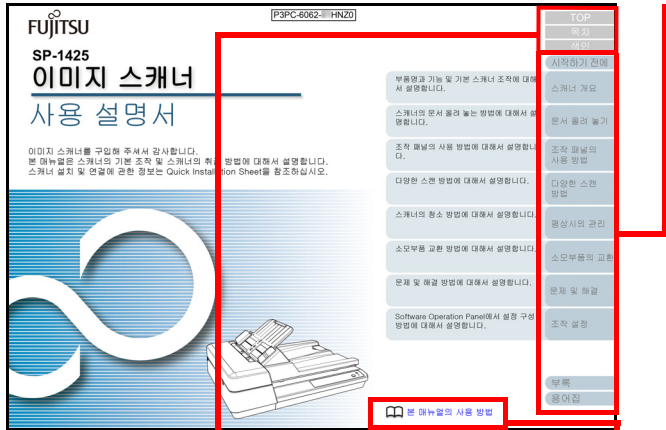 P3PC-6062- HNZ0
FUJITSU
SP-1425
이미지 스캐너
사용 설명서
이미지 스캐너를 구입해 주셔서 감사합니다.
본 매뉴얼은 스캐너의 기본 조작 및 스캐너의 취급 방법에 대해서 설명합니다.
스캐너 설치 및 연결에 관한 정보는 Quick Installation Sheet를 참조하십시오.
TOP
목차
색인
시작하기 전에
부품명과 기능 및 기본 스캐너 조작에 대해
서 설명합니다.
스캐너 개요
스캐너의 문서 올려 놓는 방법에 대해서 설
명합니다.
문서 올려 놓기
조작 패널의 사용 방법에 대해서 설명합니
다.
조작 패널의
사용 방법
다양한 스캔 방법에 대해서 설명합니다.
다양한 스캔
방법
스캐너의 청소 방법에 대해서 설명합니다.
평상시의 관리
소모부품 교환 방법에 대해서 설명합니다.
소모부품의 교환
문제 및 해결 방법에 대해서 설명합니다.
문제 및 해결
Software Operation Panel에서 설정 구성
방법에 대해서 설명합니다.
조작 설정
부록
용어집
본 매뉴얼의 사용 방법